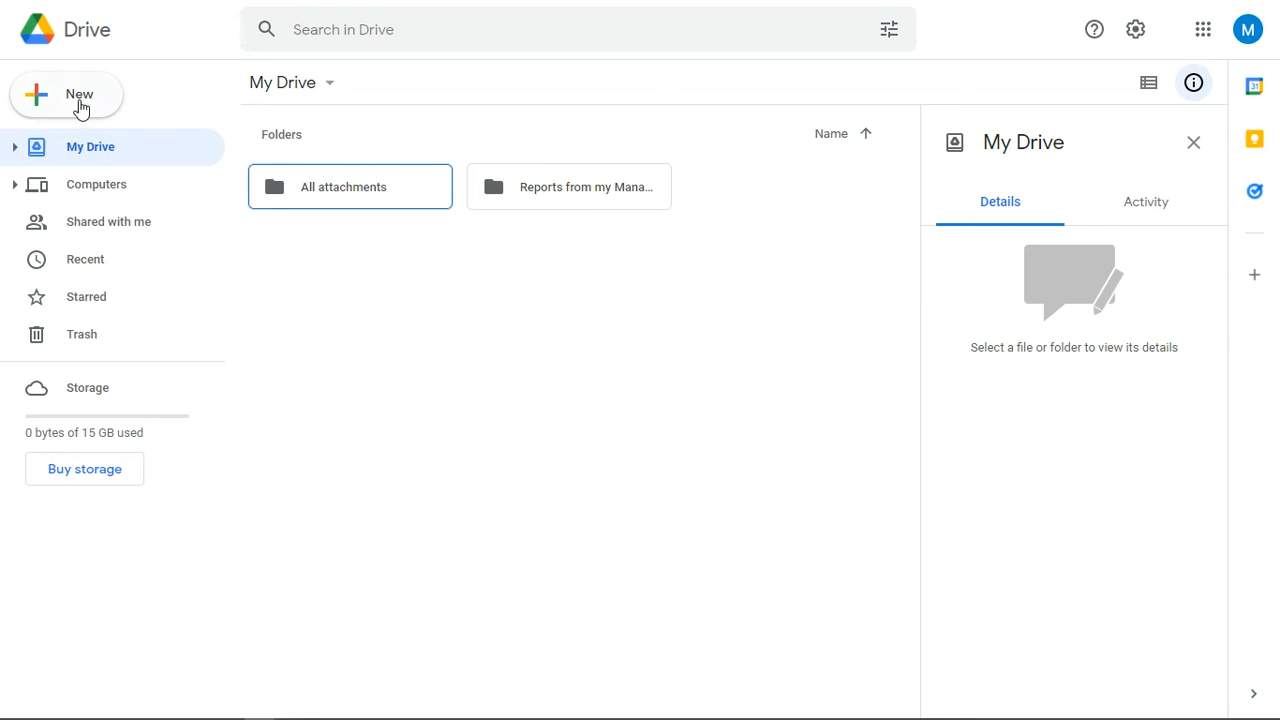 Drive
Search in Drive
M
New
My Drive
My Drive
Computers
Shared with me
Recent
Starred
Trash
Storage
0 bytes of 15 GB used
Buy storage
Folders
Name
All attachments
Reports from my Mana...
My Drive
Details
Activity
Select a file or folder to view its details
31